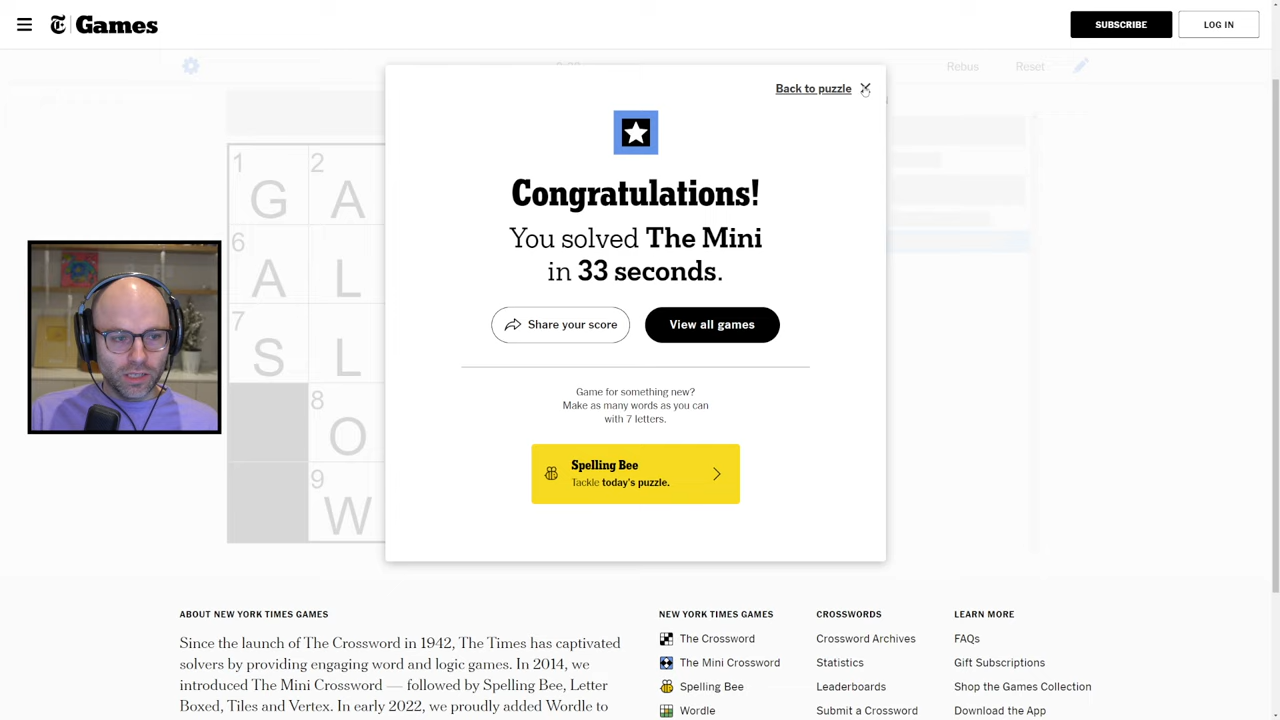 Games
SUBSCRIBE
LOG IN
Rebus
Reset
Back to puzzle
Congratulations!
You solved The Mini
in 33 seconds.
Share your score
View all games
Game for something new?
Make as many words as you can
with 7 letters.
Spelling Bee
Tackle today's puzzle.
1 2
G A
6
A L
7
S L
8
O
9
W
ABOUT NEW YORK TIMES GAMES
Since the launch of The Crossword in 1942, The Times has captivated
solvers by providing engaging word and logic games. In 2014, we
introduced The Mini Crossword — followed by Spelling Bee, Letter
Boxed, Tiles and Vertex. In early 2022, we proudly added Wordle to
NEW YORK TIMES GAMES
The Crossword
The Mini Crossword
Spelling Bee
Wordle
CROSSWORDS
Crossword Archives
Statistics
Leaderboards
Submit a Crossword
LEARN MORE
FAQs
Gift Subscriptions
Shop the Games Collection
Download the App